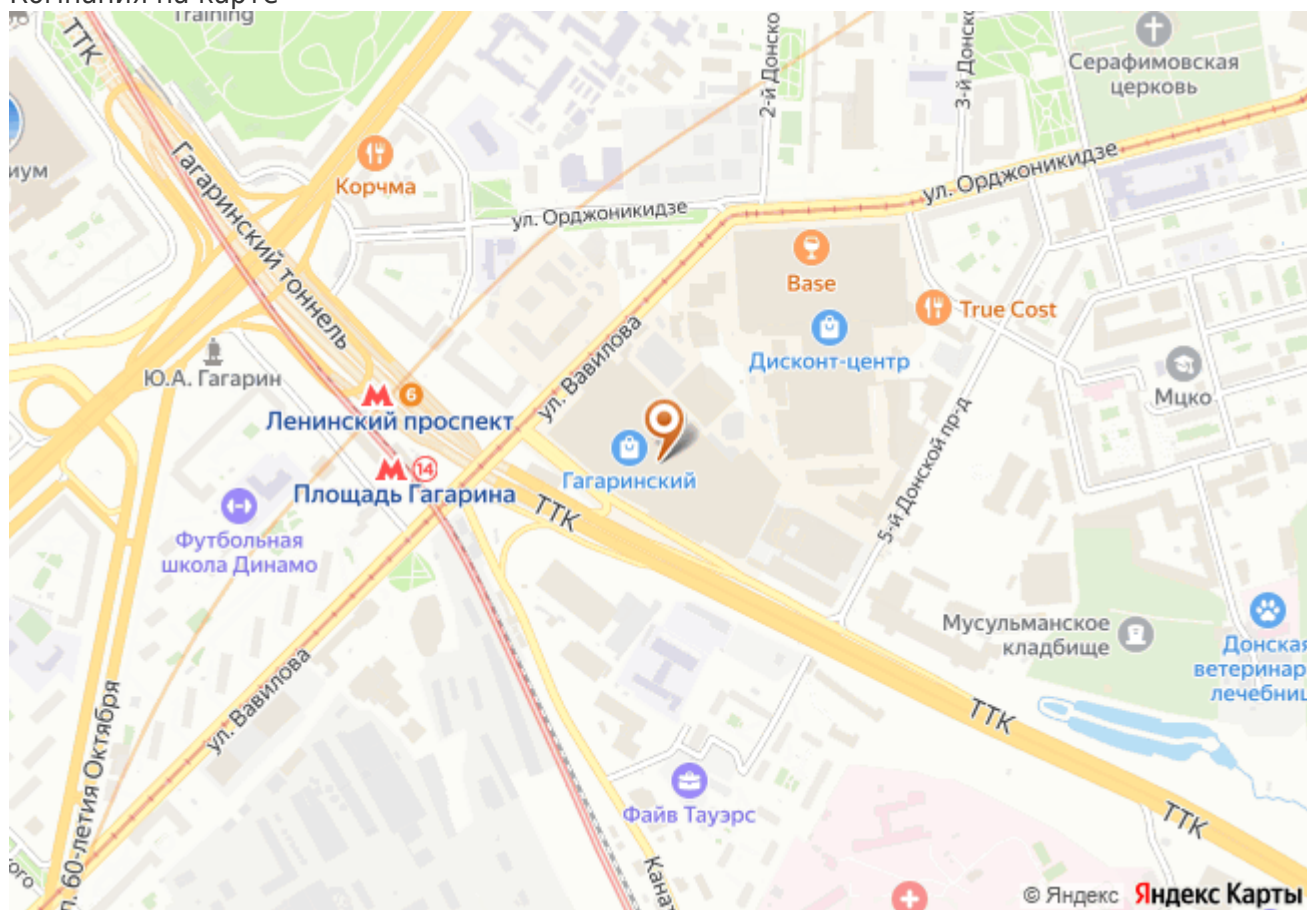 Компания на карте
Training
ТТК
2-й Донско
3-й Донско
Серафимовская
церковь
иум
Корчма
Гагаринский тоннель
ул. Орджоникидзе
ул. Орджоникидзе
Base
True Cost
Дисконт-центр
Ю.А. Гагарин
6
Ленинский проспект
ул. Вавилова
Мцко
14
Площадь Гагарина
Гагаринский
5-й Донской пр-д
ТТК
Футбольная
школа Динамо
Мусульманское
кладбище
Донская
ветеринар
лечебниц
ул. Вавилова
ТТК
п. 60-летия Октября
Файв Тауэрс
ТТК
ого
Канат
© Яндекс Яндекс Карты